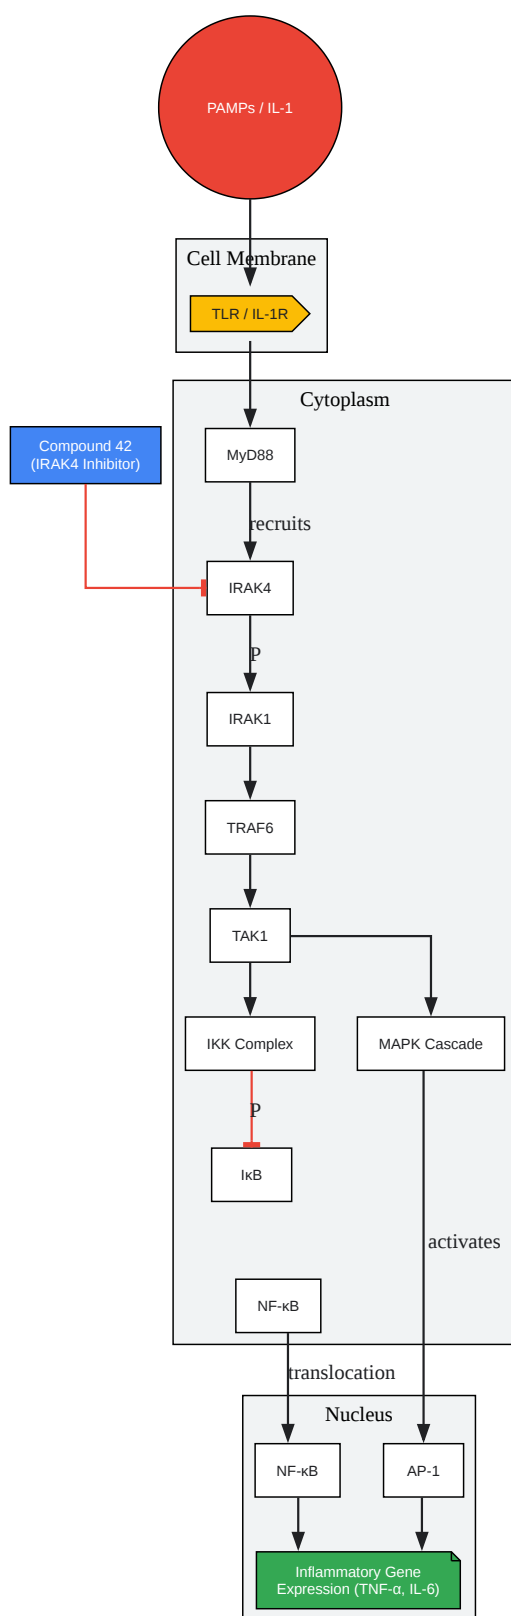 PAMPs / IL-1
Cell Membrane
TLR / IL-1R
Cytoplasm
Compound 42
(IRAK4 Inhibitor)
MyD88
recruits
IRAK4
P
IRAK1
TRAF6
TAK1
IKK Complex
MAPK Cascade
P
IκB
activates
NF-κB
translocation
Nucleus
NF-κB
AP-1
Inflammatory Gene
Expression (TNF-α, IL-6)